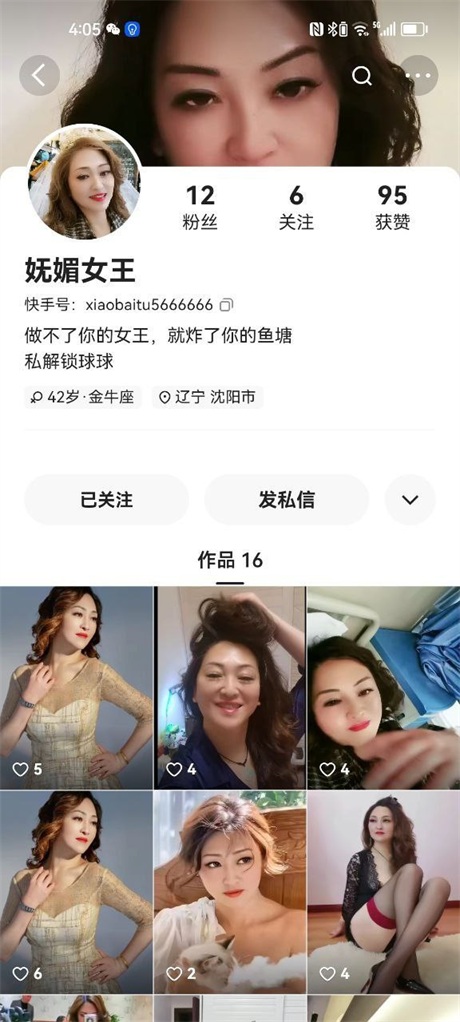 4:05
5G
12
6
95
粉丝
关注
获赞
妩媚女王
快手号：xiaobaitu5666666
做不了你的女王，就炸了你的鱼塘
私解锁球球
42岁·金牛座
辽宁 沈阳市
已关注
发私信
作品 16
5
4
4
6
2
4